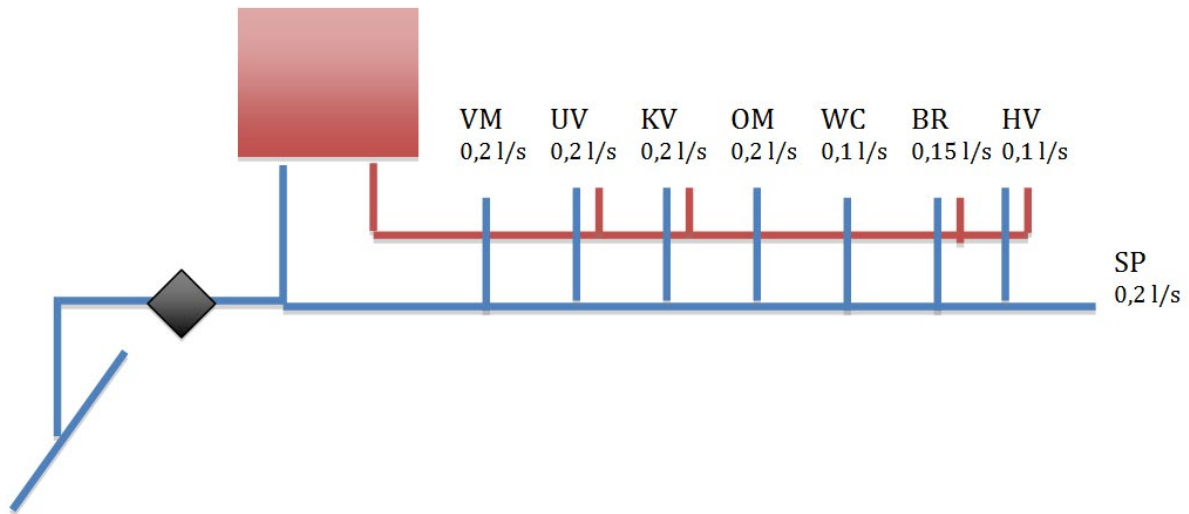 VM UV KV OM WC BR HV
0,2 l/s 0,2 l/s 0,2 l/s 0,2 l/s 0,1 l/s 0,15 l/s 0,1 l/s
SP
0,2 l/s